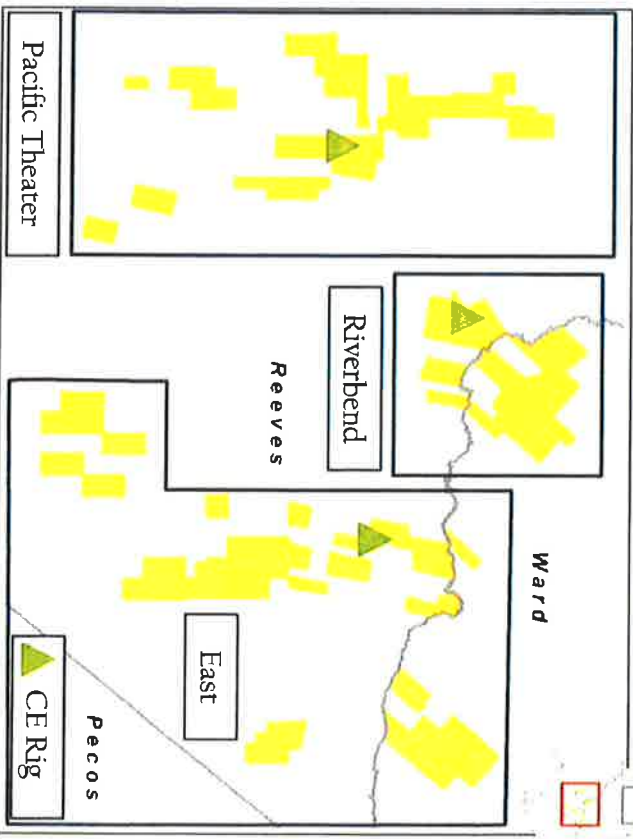 Pacific Theater
Riverbend
Reeves
Ward
East
Pecos
CE Rig